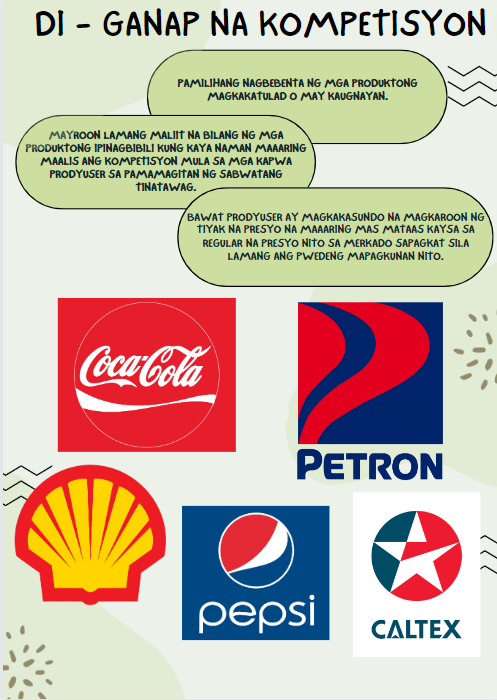 DI - GANAP NA KOMPETISYON
PAMILIHANG NAGBEBENTA NG MGA PRODUKTONG
MAGKAKATULAD O MAY KAUGNAYAN.
MAYROON LAMANG MALIIT NA BILANG NG MGA
PRODUKTONG IPINAGBIBILI KUNG KAYA NAMAN MAAARING
MAALIS ANG KOMPETISYON MULA SA MGA KAPWA
PRODYUSER SA PAMAMAGITAN NG SABWATANG
TINATAWAG.
BAWAT PRODYUSER AY MAGKAKASUNDO NA MAGKAROON NG
TIYAK NA PRESYO NA MAAARING MAS MATAAS KAYSA SA
REGULAR NA PRESYO NITO SA MERKADO SAPAGKAT SILA
LAMANG ANG PWEDENG MAPAGKUNAN NITO.
Coca-Cola
PETRON
pepsi
CALTEX